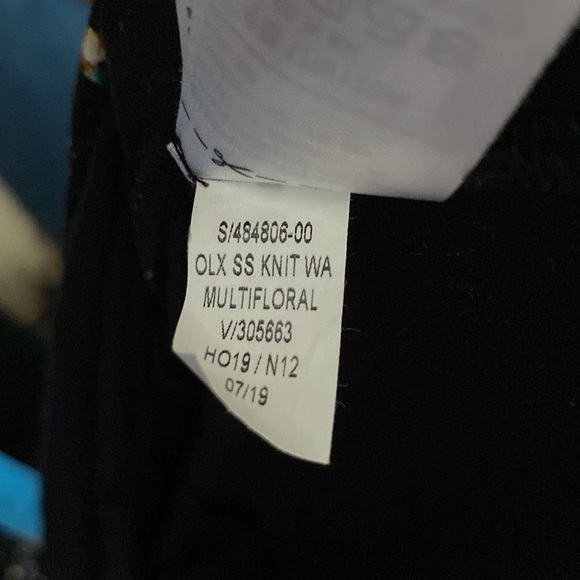 S/484806-00
OLX SS KNIT WA
MULTIFLORAL
V/305663
HO19 / N12
07/19